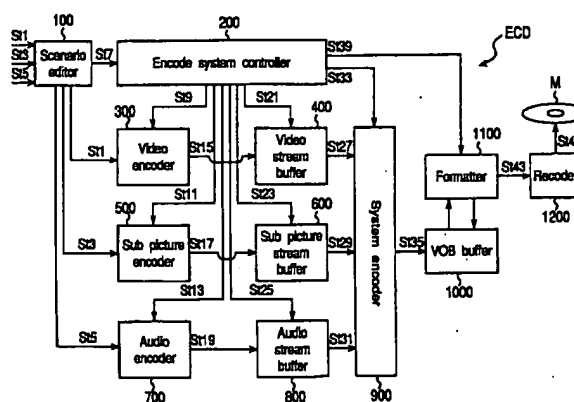 100
200
ECD
St1
St3
St5
Scenario
editor
St7
Encode system controller
St39
St33
St9
St21
M
300
400
1100
St1
Video
encoder
St15
Video stream
buffer
St27
Formatter
St43
Recoder
1200
St11
St23
500
600
St3
Sub picture
encoder
St17
Sub picture
stream
buffer
St29
System encoder
St35
VOB buffer
1000
St13
St25
St5
Audio
encoder
St19
Audio
stream
buffer
St31
700
800
900